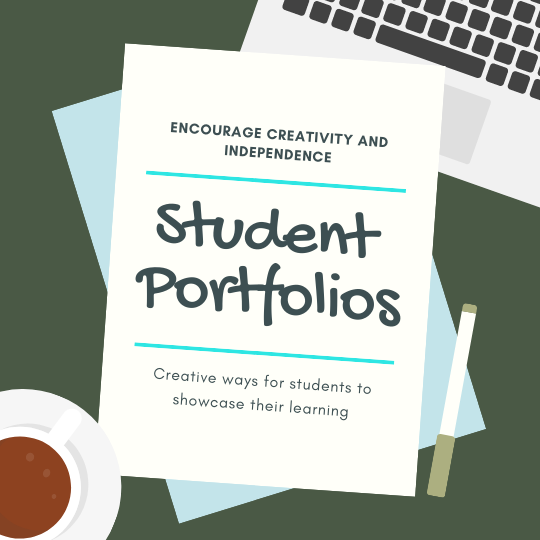 ENCOURAGE CREATIVITY AND
INDEPENDENCE
Student
Portfolios
Creative ways for students to
showcase their learning